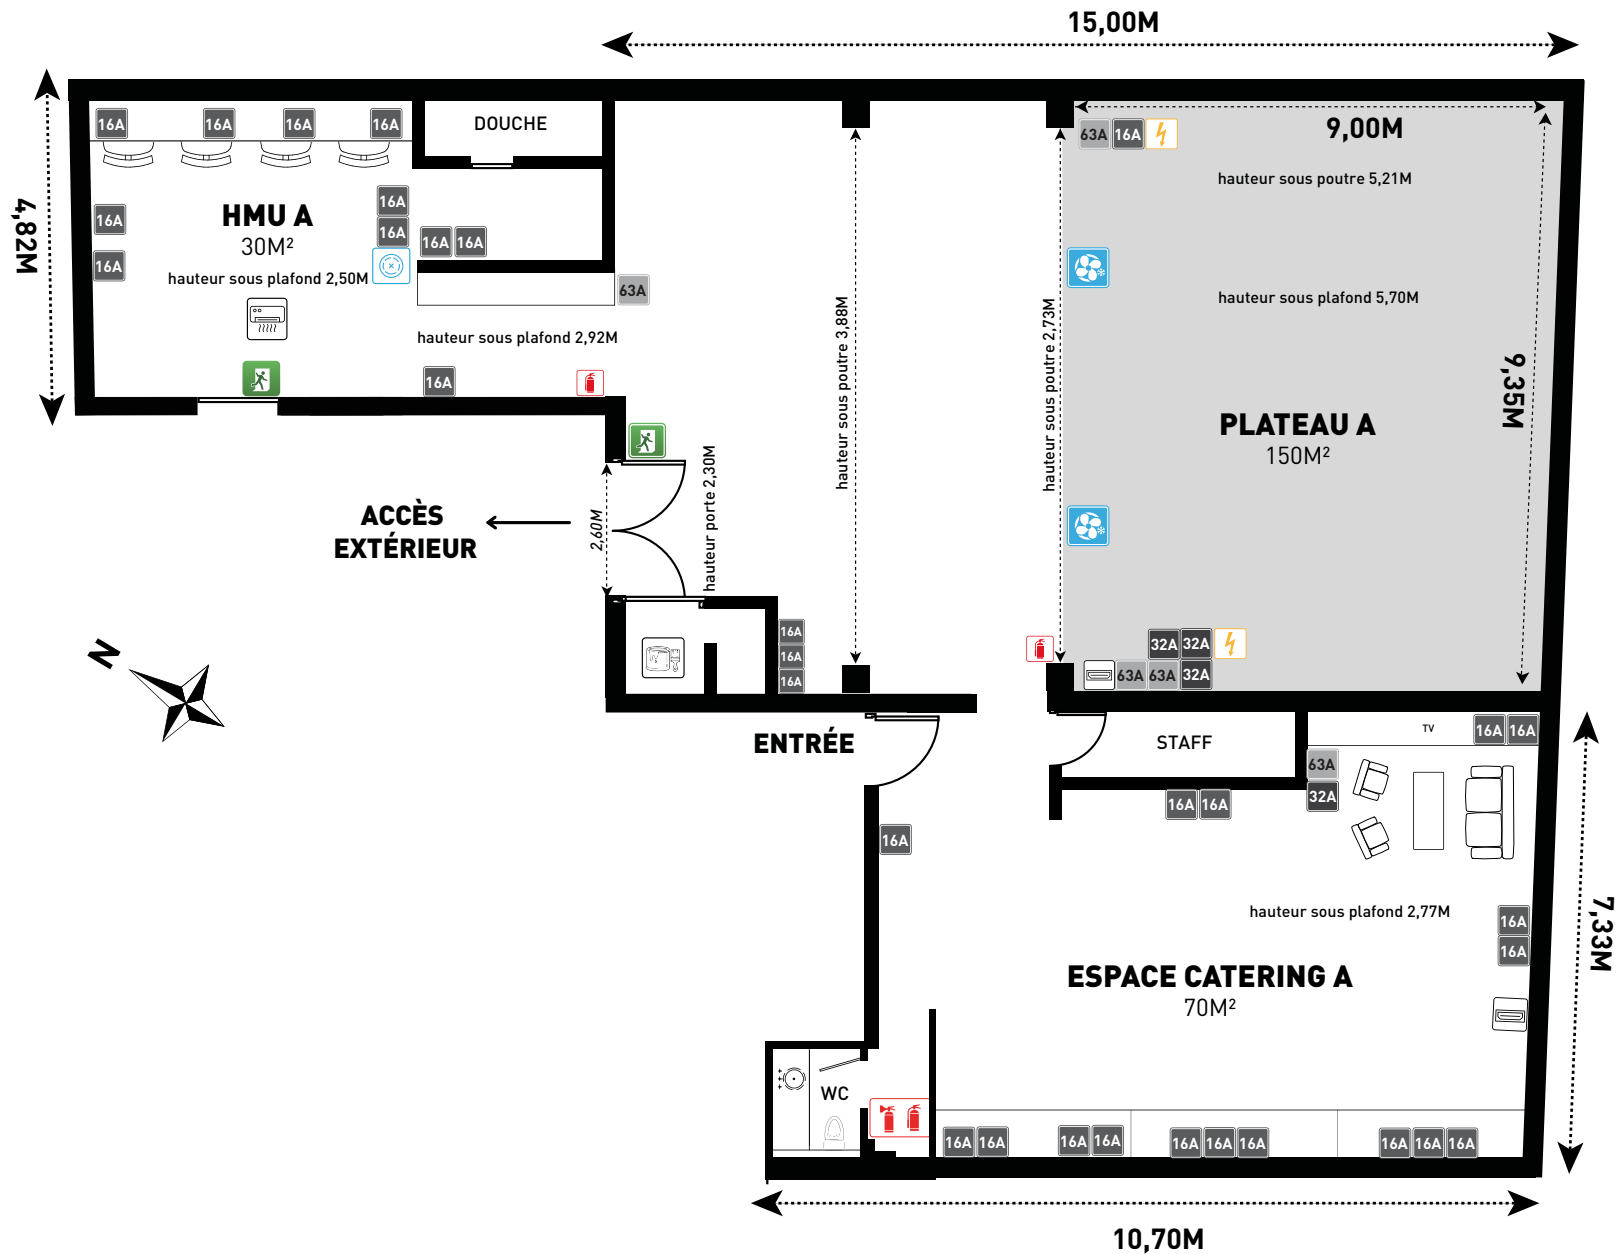 15,00M
16A
16A
16A
16A
DOUCHE
63A
16A
9,00M
hauteur sous poutre 5,21M
4,82M
16A
16A
HMU A
30M²
hauteur sous plafond 2,50M
16A
16A
16A
16A
63A
hauteur sous plafond 2,92M
16A
hauteur sous poutre 3,88M
hauteur sous poutre 2,73M
hauteur sous plafond 5,70M
9,35M
PLATEAU A
150M²
ACCÈS
EXTÉRIEUR
2,60M
hauteur porte 2,30M
16A
16A
16A
32A
32A
63A
63A
32A
N
ENTRÉE
STAFF
TV
16A
16A
63A
32A
16A
16A
16A
hauteur sous plafond 2,77M
16A
16A
7,33M
ESPACE CATERING A
70M²
WC
16A
16A
16A
16A
16A
16A
16A
16A
16A
16A
10,70M